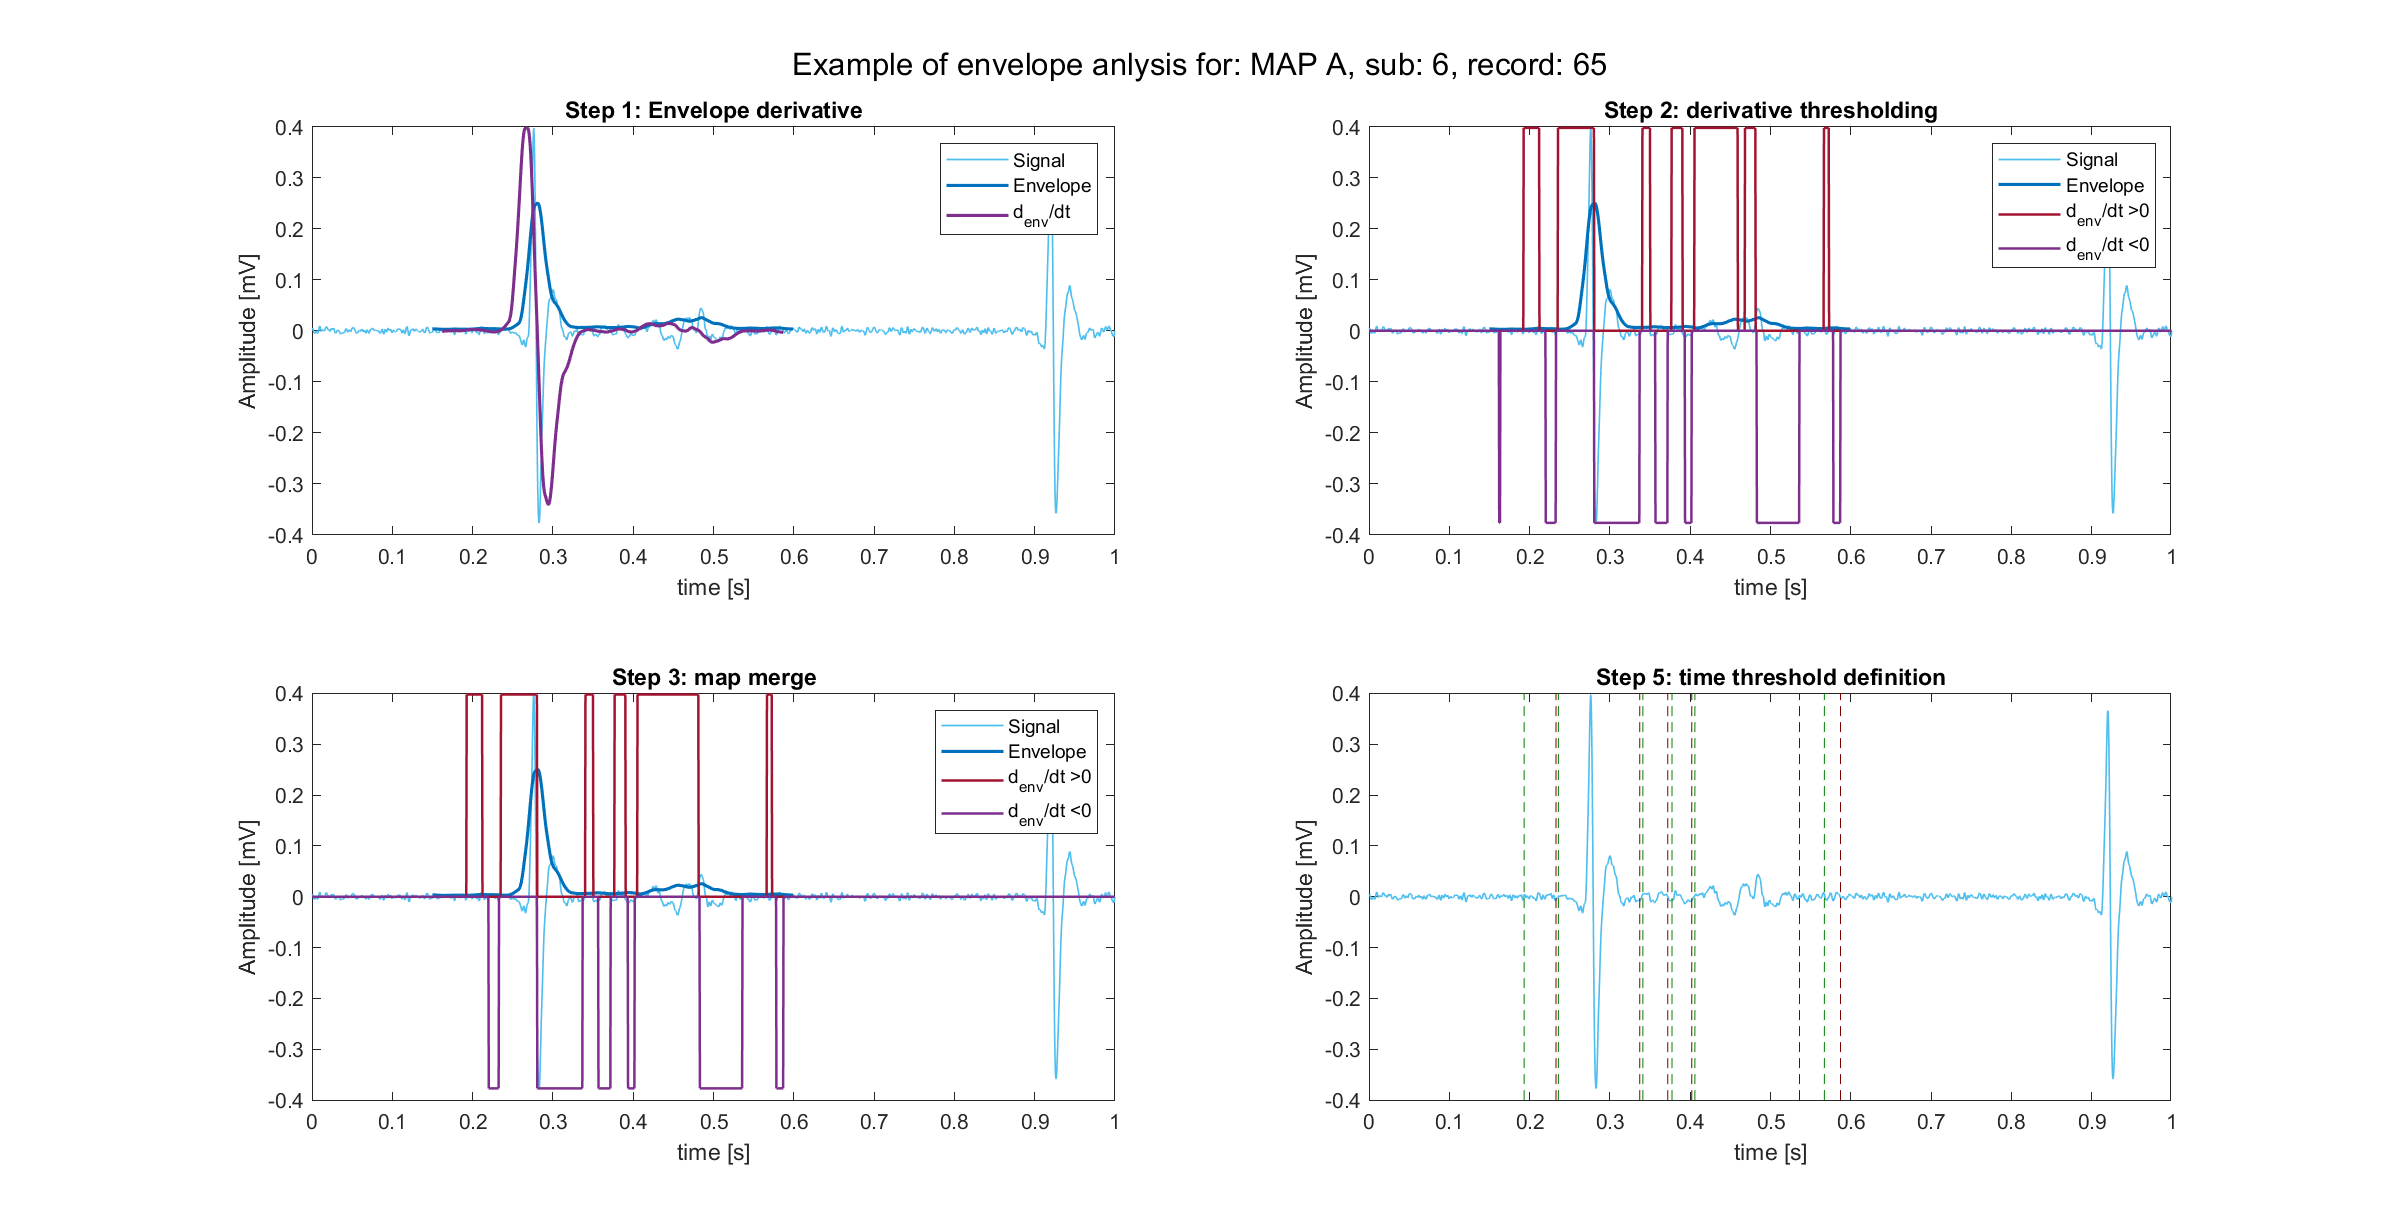 Example of envelope anlysis for: MAP A, sub: 6, record: 65
Step 1: Envelope derivative
0.4
0.3
0.2
0.1
0
-0.1
-0.2
-0.3
-0.4
Amplitude [mV]
0 0.1 0.2 0.3 0.4 0.5 0.6 0.7 0.8 0.9 1
time [s]
Signal
Envelope
d_env/dt
Step 2: derivative thresholding
0.4
0.3
0.2
0.1
0
-0.1
-0.2
-0.3
-0.4
Amplitude [mV]
0 0.1 0.2 0.3 0.4 0.5 0.6 0.7 0.8 0.9 1
time [s]
Signal
Envelope
d_env/dt >0
d_env/dt <0
Step 3: map merge
0.4
0.3
0.2
0.1
0
-0.1
-0.2
-0.3
-0.4
Amplitude [mV]
0 0.1 0.2 0.3 0.4 0.5 0.6 0.7 0.8 0.9 1
time [s]
Signal
Envelope
d_env/dt >0
d_env/dt <0
Step 5: time threshold definition
0.4
0.3
0.2
0.1
0
-0.1
-0.2
-0.3
-0.4
Amplitude [mV]
0 0.1 0.2 0.3 0.4 0.5 0.6 0.7 0.8 0.9 1
time [s]